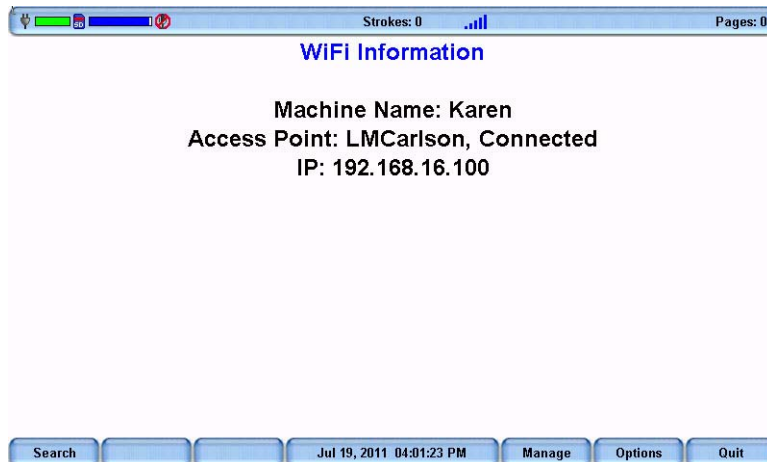 SD Strokes: 0 Pages: 0
WiFi Information
Machine Name: Karen
Access Point: LMCarlson, Connected
IP: 192.168.16.100
Search Jul 19, 2011 04:01:23 PM Manage Options Quit